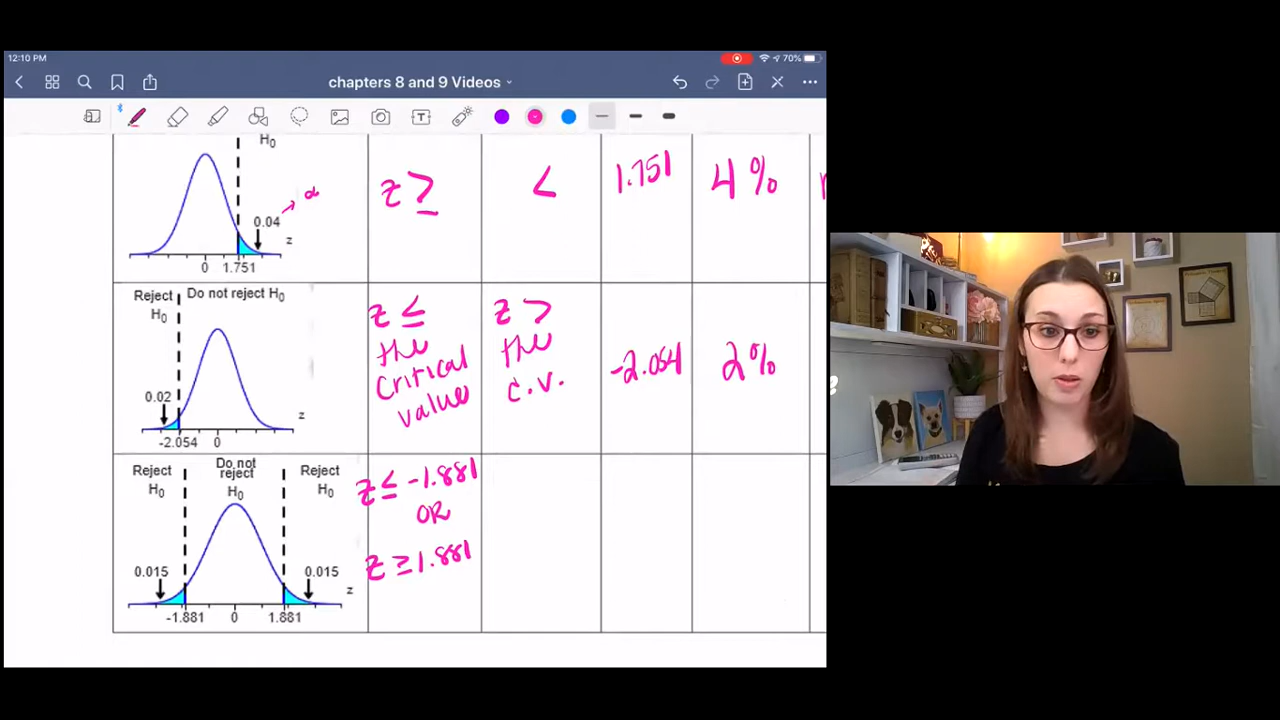 12:10 PM
70%
chapters 8 and 9 Videos
T
H₀
α
0.04
z
0 1.751
z ≥
<
1.751
4%
Reject
H₀
Do not reject H₀
0.02
z
-2.054 0
z ≤
the
critical
value
z >
the
c.v.
-2.054
2%
Reject
H₀
Do not
reject
H₀
Reject
H₀
0.015
0.015
z
-1.881 0 1.881
z ≤ -1.881
OR
z ≥ 1.881